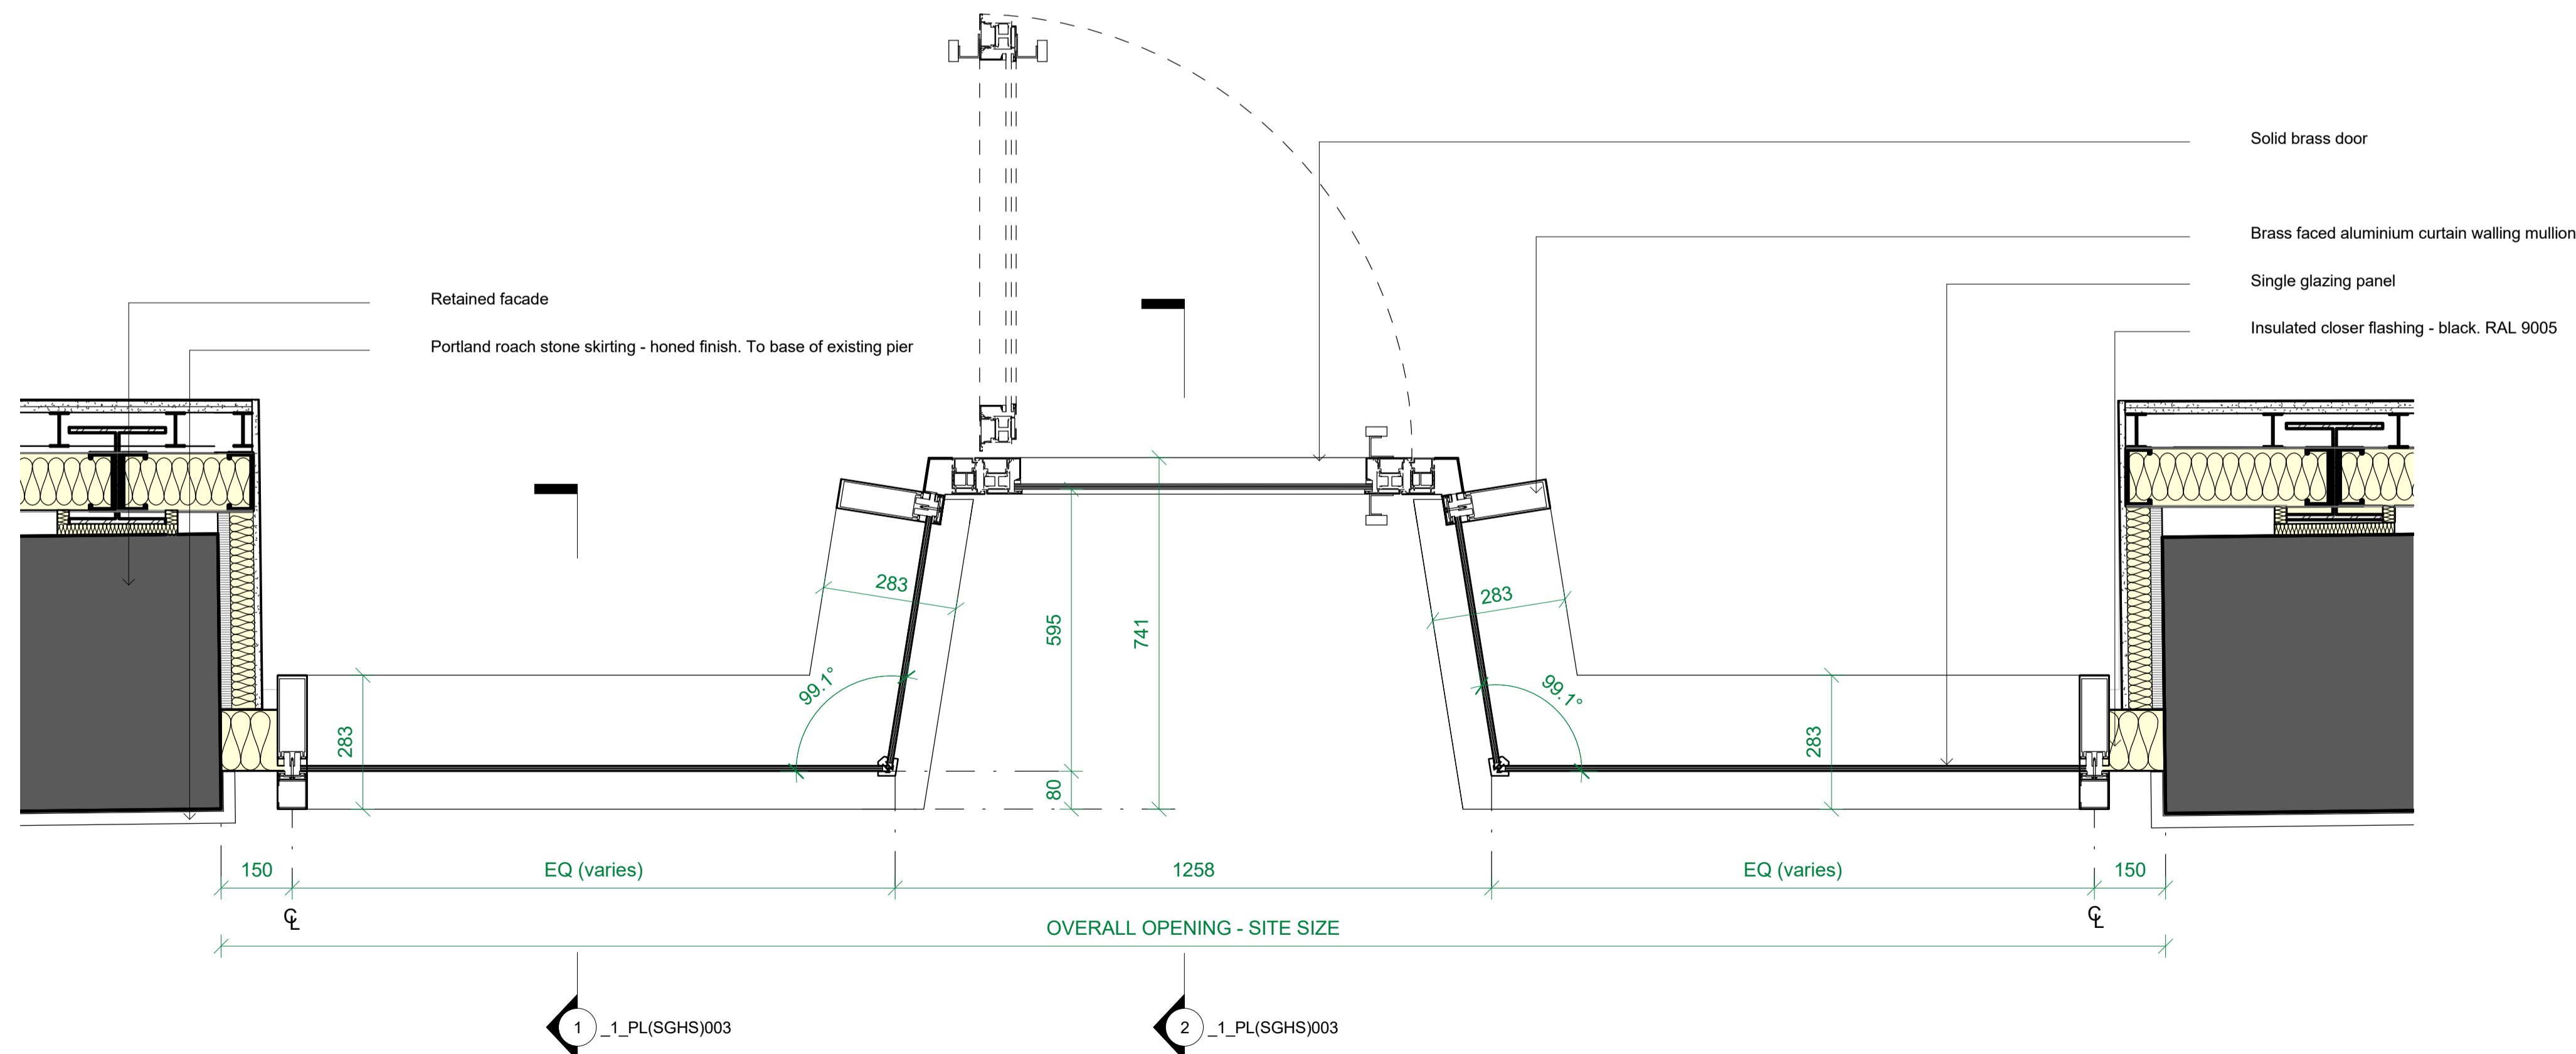 Solid brass door
Brass faced aluminium curtain walling mullion
Single glazing panel
Insulated closer flashing - black. RAL 9005
Retained facade
Portland roach stone skirting - honed finish. To base of existing pier
283
283
595
741
99.1°
99.1°
283
283
80
150
EQ (varies)
1258
EQ (varies)
150
℄
℄
OVERALL OPENING - SITE SIZE
1 _1_PL(SGHS)003
2 _1_PL(SGHS)003